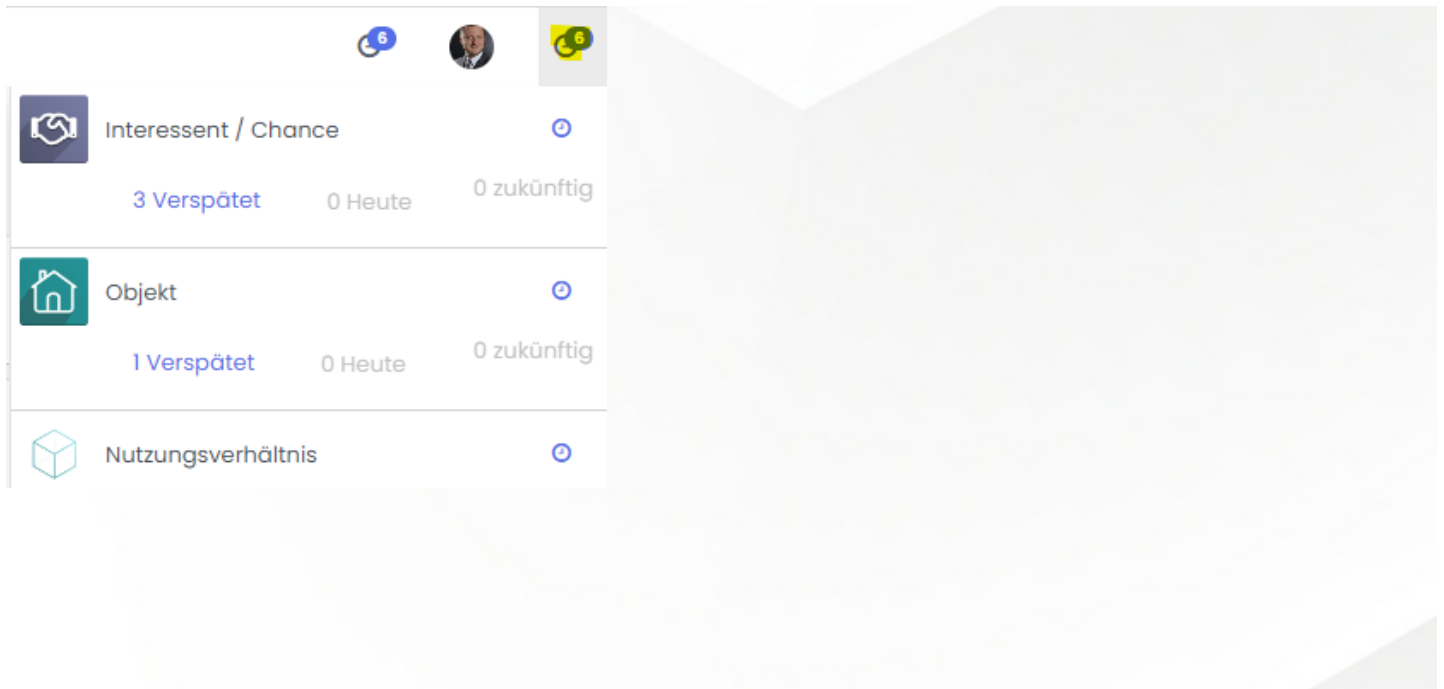 6 6
Interessent / Chance
3 Verspätet 0 Heute 0 zukünftig
Objekt
1 Verspätet 0 Heute 0 zukünftig
Nutzungsverhältnis